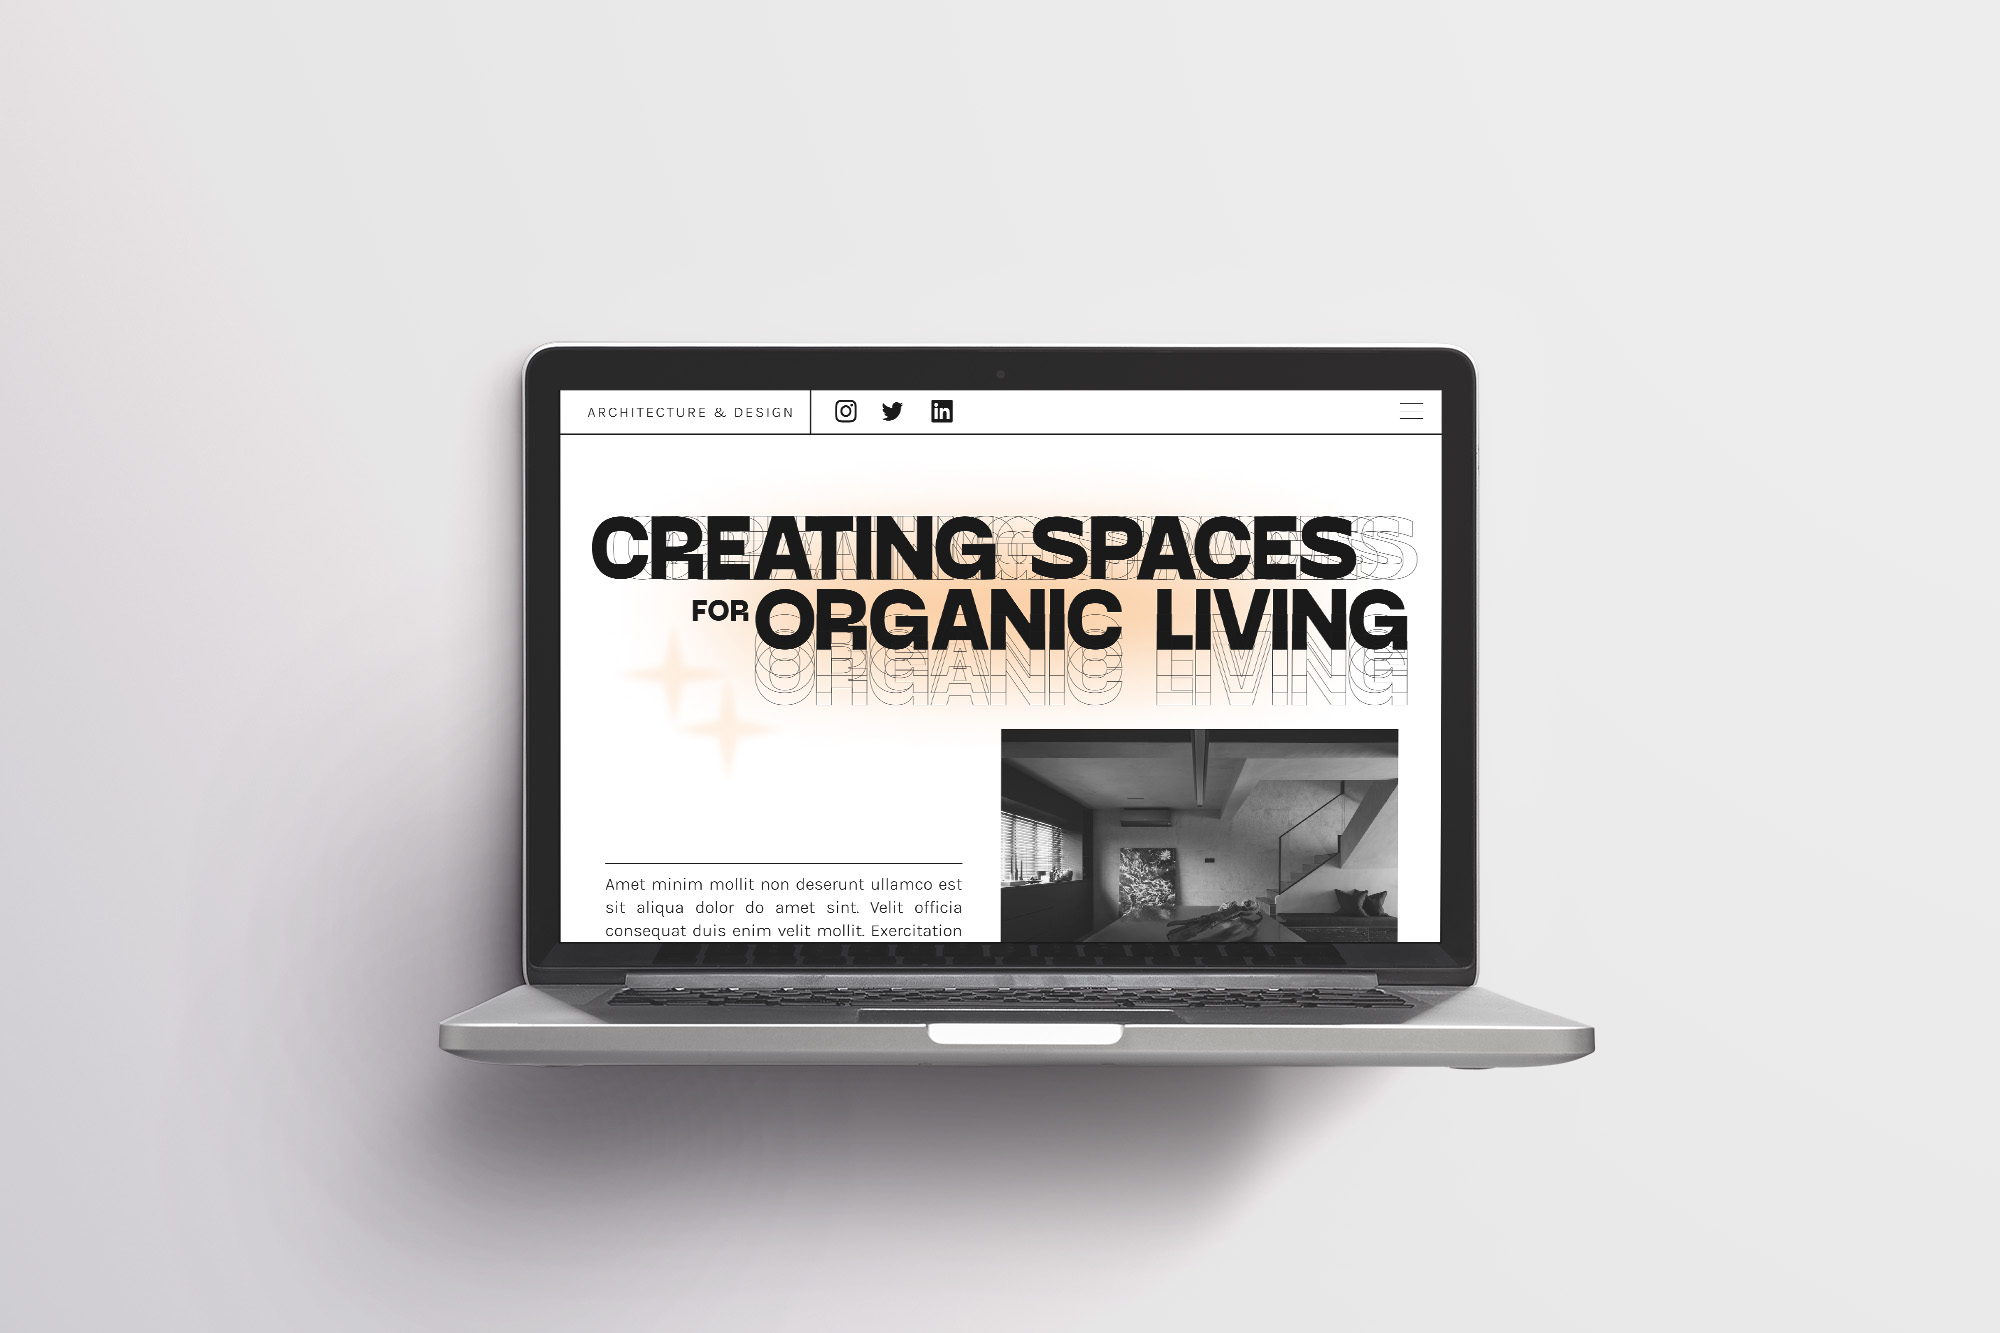 ARCHITECTURE & DESIGN
in
CREATING SPACES
FOR ORGANIC LIVING
Amet minim mollit non deserunt ullamco est
sit aliqua dolor do amet sint. Velit officia
consequat duis enim velit mollit. Exercitation